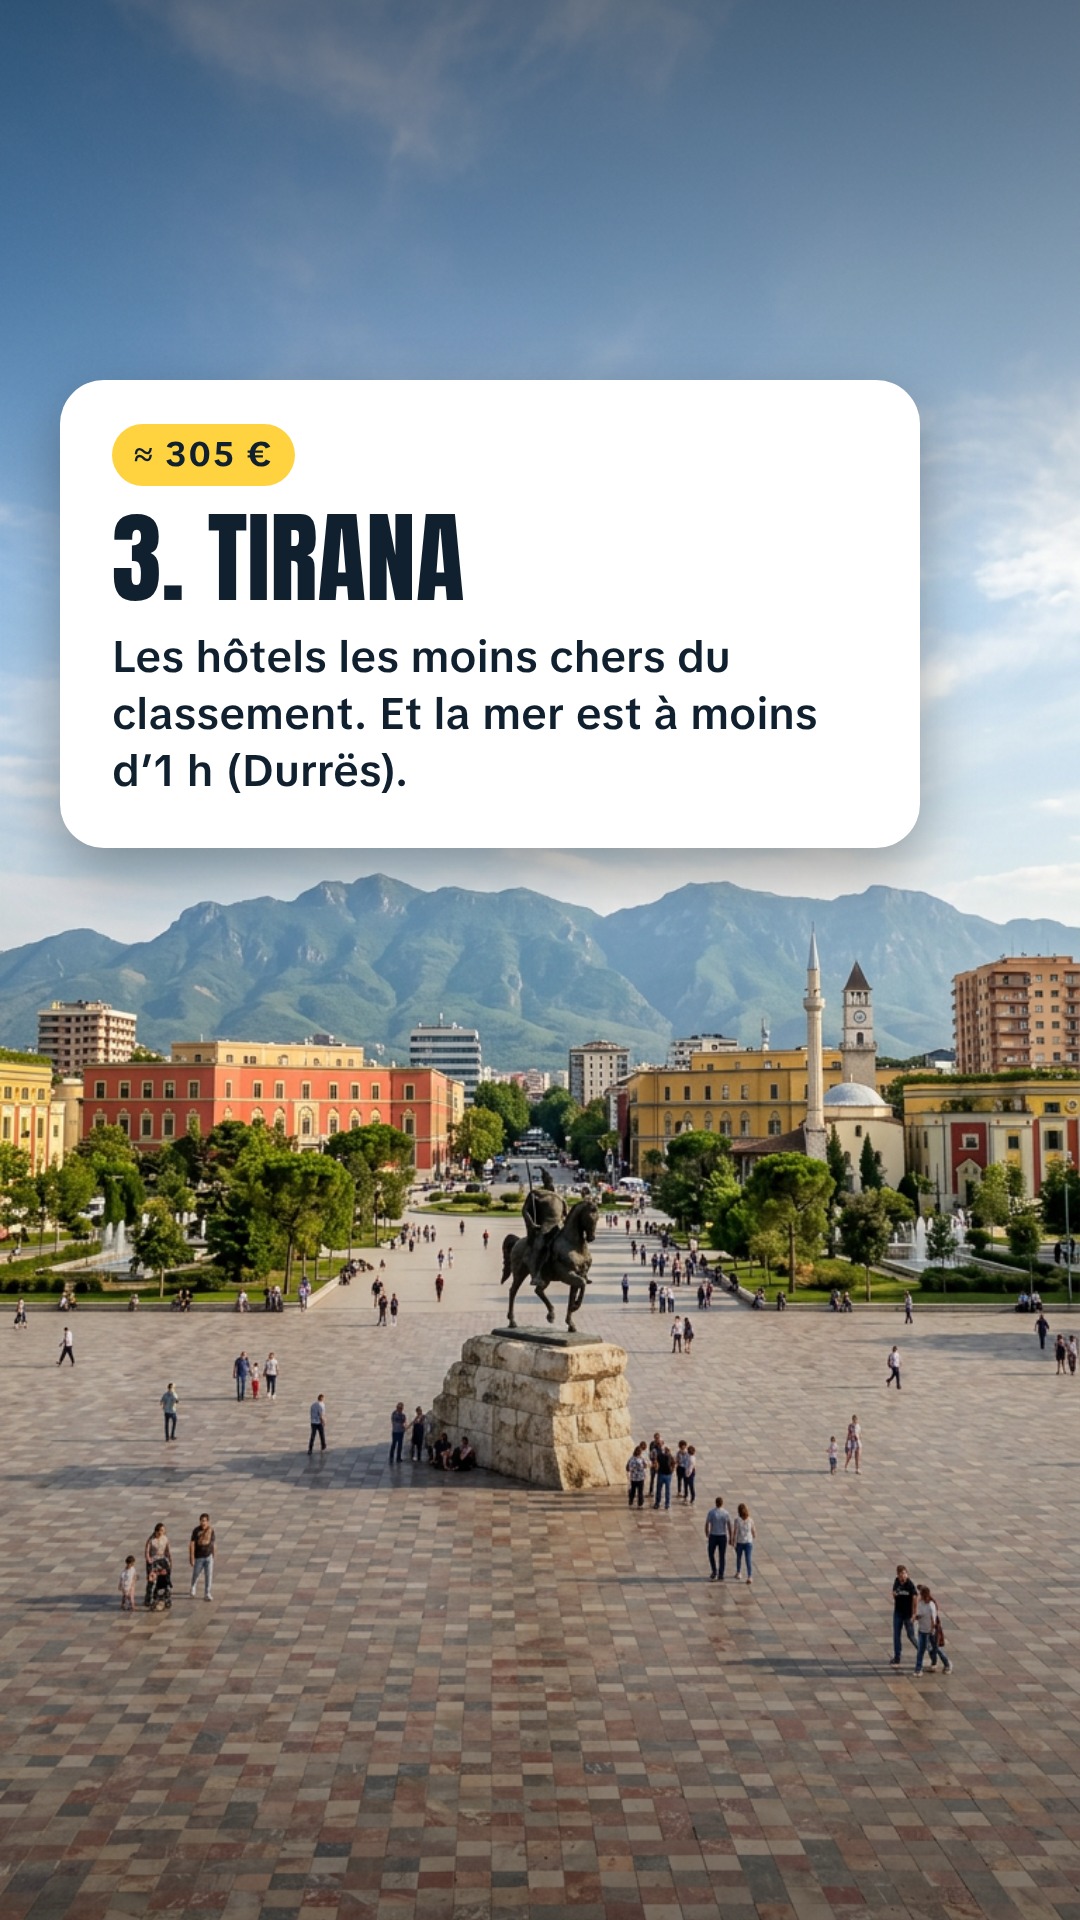 ≈ 305 €
3. TIRANA
Les hôtels les moins chers du
classement. Et la mer est à moins
d’1 h (Durrës).